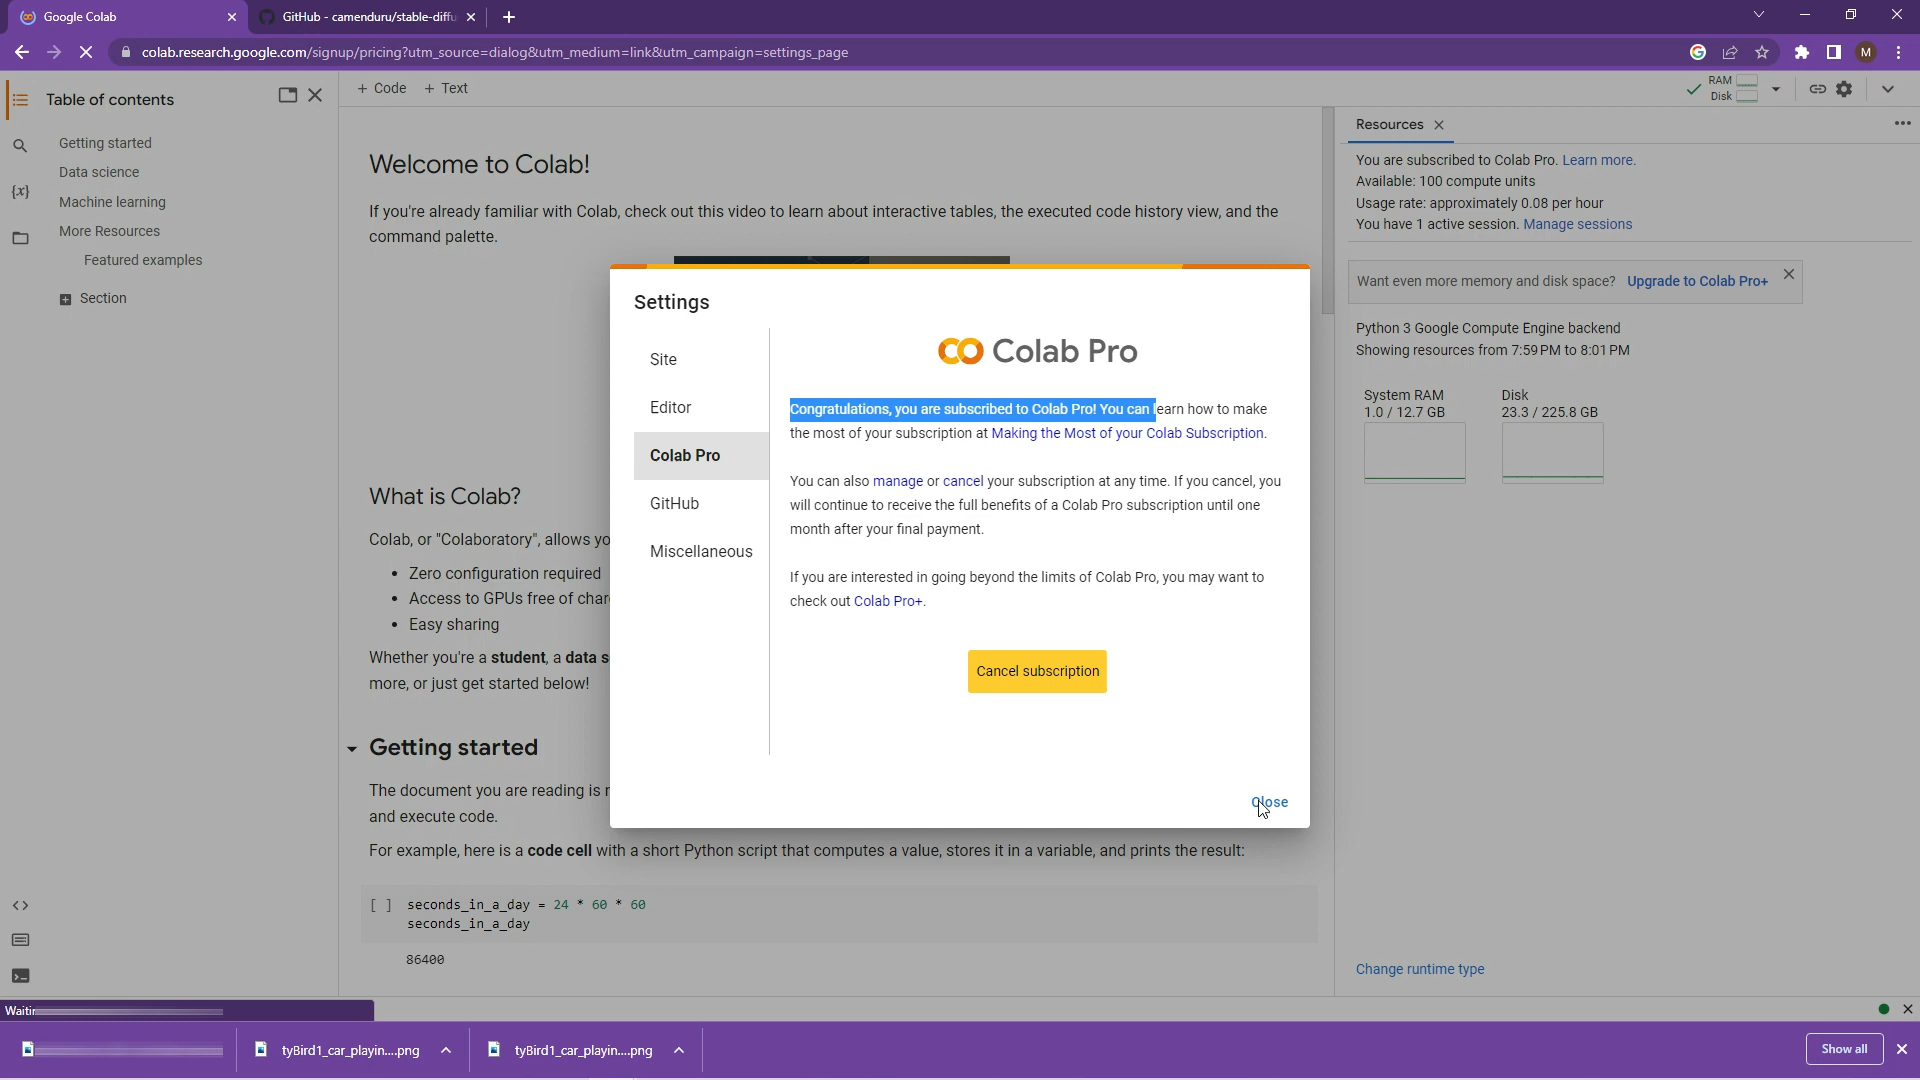 Google Colab
GitHub - camenduru/stable-diffu
colab.research.google.com/signup/pricing?utm_source=dialog&utm_medium=link&utm_campaign=settings_page
M
Table of contents
+ Code + Text
RAM
Disk
Getting started
Data science
Machine learning
More Resources
Featured examples
Section
{x}
Welcome to Colab!
If you're already familiar with Colab, check out this video to learn about interactive tables, the executed code history view, and the
command palette.
What is Colab?
Colab, or "Colaboratory", allows yo
• Zero configuration required
• Access to GPUs free of char
• Easy sharing
Whether you're a student, a data s
more, or just get started below!
Getting started
The document you are reading is r
and execute code.
For example, here is a code cell with a short Python script that computes a value, stores it in a variable, and prints the result:
[ ] seconds_in_a_day = 24 * 60 * 60
seconds_in_a_day
86400
Settings
Site
Editor
Colab Pro
GitHub
Miscellaneous
Colab Pro
Congratulations, you are subscribed to Colab Pro! You can learn how to make
the most of your subscription at Making the Most of your Colab Subscription.
You can also manage or cancel your subscription at any time. If you cancel, you
will continue to receive the full benefits of a Colab Pro subscription until one
month after your final payment.
If you are interested in going beyond the limits of Colab Pro, you may want to
check out Colab Pro+.
Cancel subscription
Close
Resources
You are subscribed to Colab Pro. Learn more.
Available: 100 compute units
Usage rate: approximately 0.08 per hour
You have 1 active session. Manage sessions
Want even more memory and disk space? Upgrade to Colab Pro+
Python 3 Google Compute Engine backend
Showing resources from 7:59 PM to 8:01 PM
System RAM
1.0 / 12.7 GB
Disk
23.3 / 225.8 GB
Change runtime type
Waitin
tyBird1_car_playin....png
tyBird1_car_playin....png
Show all